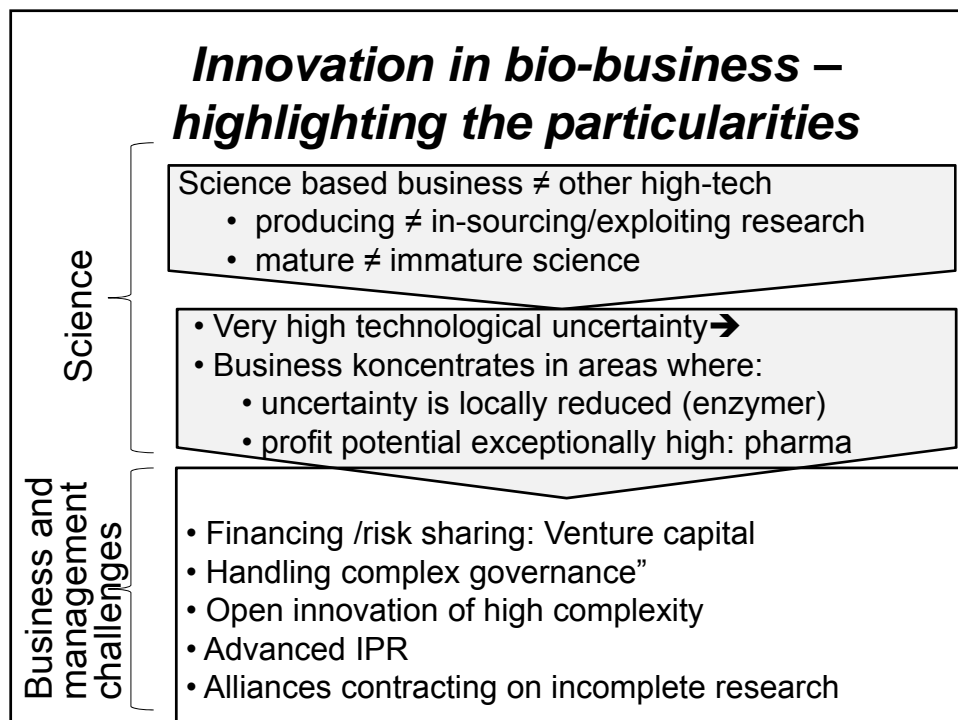 Innovation in bio-business –
highlighting the particularities
Science
Science based business ≠ other high-tech
• producing ≠ in-sourcing/exploiting research
• mature ≠ immature science
• Very high technological uncertainty➔
• Business koncentrates in areas where:
• uncertainty is locally reduced (enzymer)
• profit potential exceptionally high: pharma
Business and
management
challenges
• Financing /risk sharing: Venture capital
• Handling complex governance”
• Open innovation of high complexity
• Advanced IPR
• Alliances contracting on incomplete research